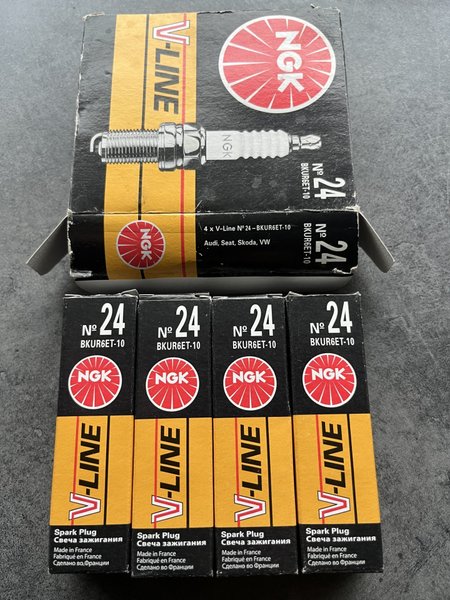 V-LINE
NGK
NGK
Nº 24
BKUR6ET-10
NGK
4 x V-Line Nº 24 – BKUR6ET-10
Audi, Seat, Skoda, VW
Nº 24
BKUR6ET-10
Nº 24
BKUR6ET-10
NGK
V-LINE
Spark Plug
Свеча зажигания
Made in France
Fabriqué en France
Сделано во Франции
Nº 24
BKUR6ET-10
NGK
V-LINE
Spark Plug
Свеча зажигания
Made in France
Fabriqué en France
Сделано во Франции
Nº 24
BKUR6ET-10
NGK
V-LINE
Spark Plug
Свеча зажигания
Made in France
Fabriqué en France
Сделано во Франции
Nº 24
BKUR6ET-10
NGK
V-LINE
Spark Plug
Свеча зажигания
Made in France
Fabriqué en France
Сделано во Франции